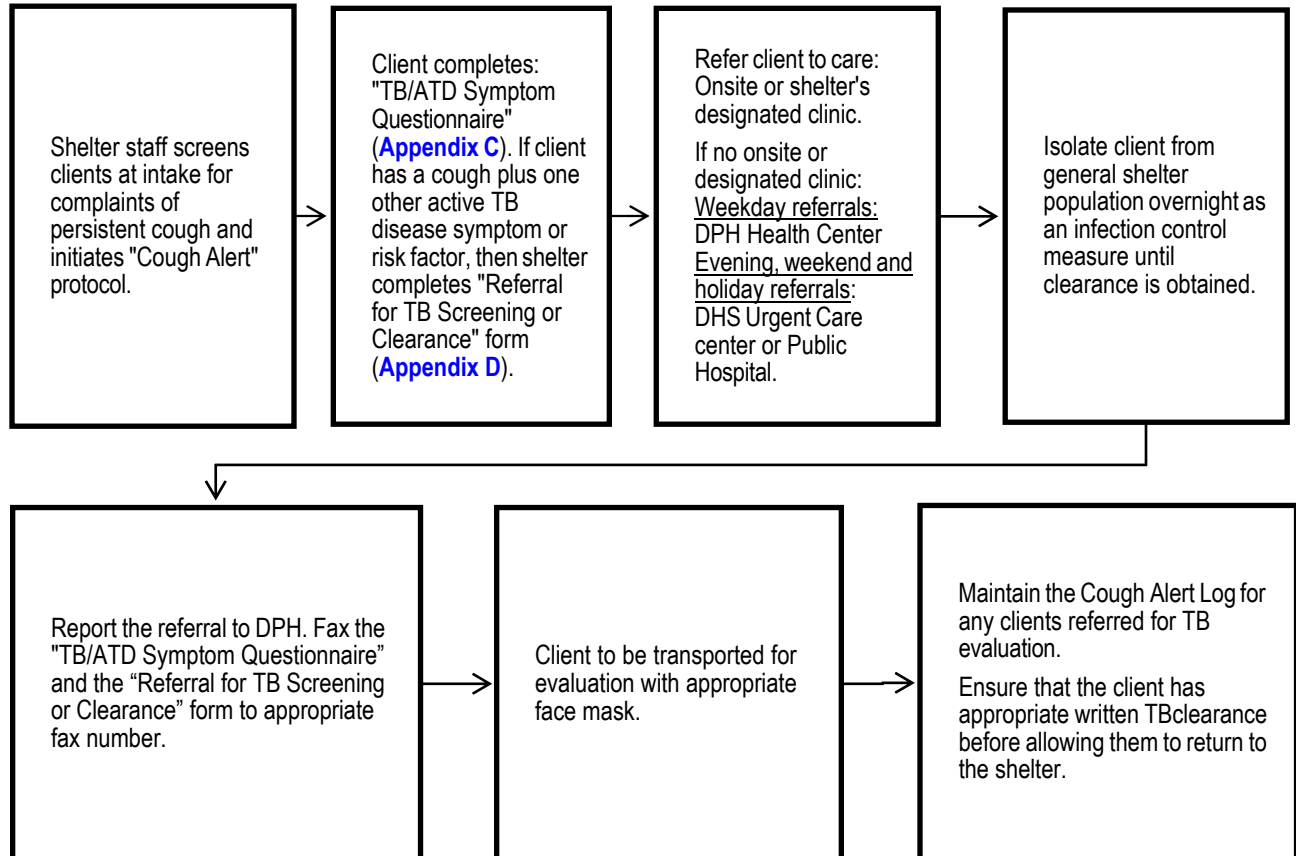 Shelter staff screens
clients at intake for
complaints of
persistent cough and
initiates "Cough Alert"
protocol.
Client completes:
"TB/ATD Symptom
Questionnaire"
(Appendix C). If client
has a cough plus one
other active TB
disease symptom or
risk factor, then shelter
completes "Referral
for TB Screening or
Clearance" form
(Appendix D).
Refer client to care:
Onsite or shelter's
designated clinic.
If no onsite or
designated clinic:
Weekday referrals:
DPH Health Center
Evening, weekend and
holiday referrals:
DHS Urgent Care
center or Public
Hospital.
Isolate client from
general shelter
population overnight as
an infection control
measure until
clearance is obtained.
Report the referral to DPH. Fax the
"TB/ATD Symptom Questionnaire”
and the “Referral for TB Screening
or Clearance” form to appropriate
fax number.
Client to be transported for
evaluation with appropriate
face mask.
Maintain the Cough Alert Log for
any clients referred for TB
evaluation.
Ensure that the client has
appropriate written TBclearance
before allowing them to return to
the shelter.